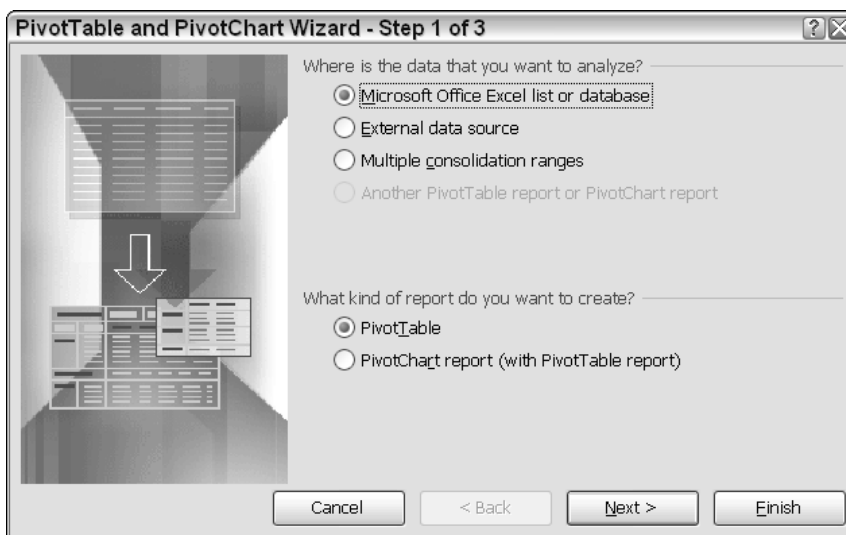 PivotTable and PivotChart Wizard - Step 1 of 3
Where is the data that you want to analyze?
Microsoft Office Excel list or database
External data source
Multiple consolidation ranges
Another PivotTable report or PivotChart report
What kind of report do you want to create?
PivotTable
PivotChart report (with PivotTable report)
Cancel
< Back
Next >
Finish